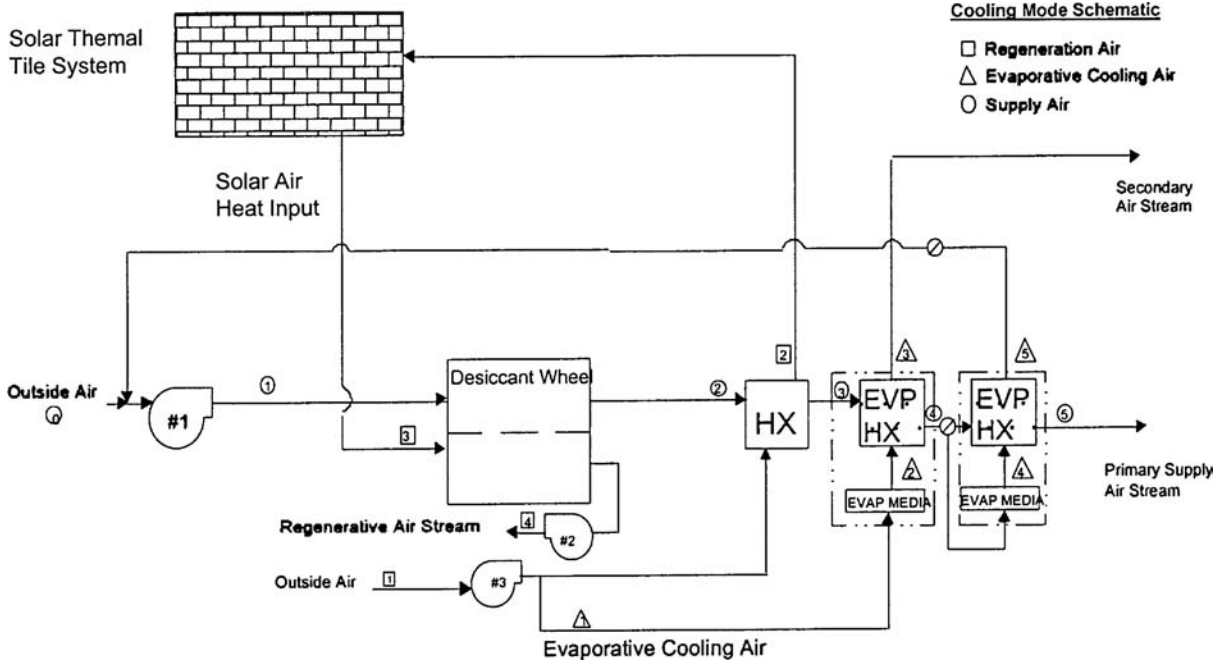 Cooling Mode Schematic
Regeneration Air
Evaporative Cooling Air
Supply Air
Solar Themal
Tile System
Solar Air
Heat Input
Secondary
Air Stream
2
3
5
Outside Air
0
#1
1
Desiccant Wheel
2
HX
3
EVP
HX
4
EVP
HX
5
3
2
4
EVAP MEDIA
EVAP MEDIA
Primary Supply
Air Stream
Regenerative Air Stream
4
#2
Outside Air
1
#3
1
Evaporative Cooling Air